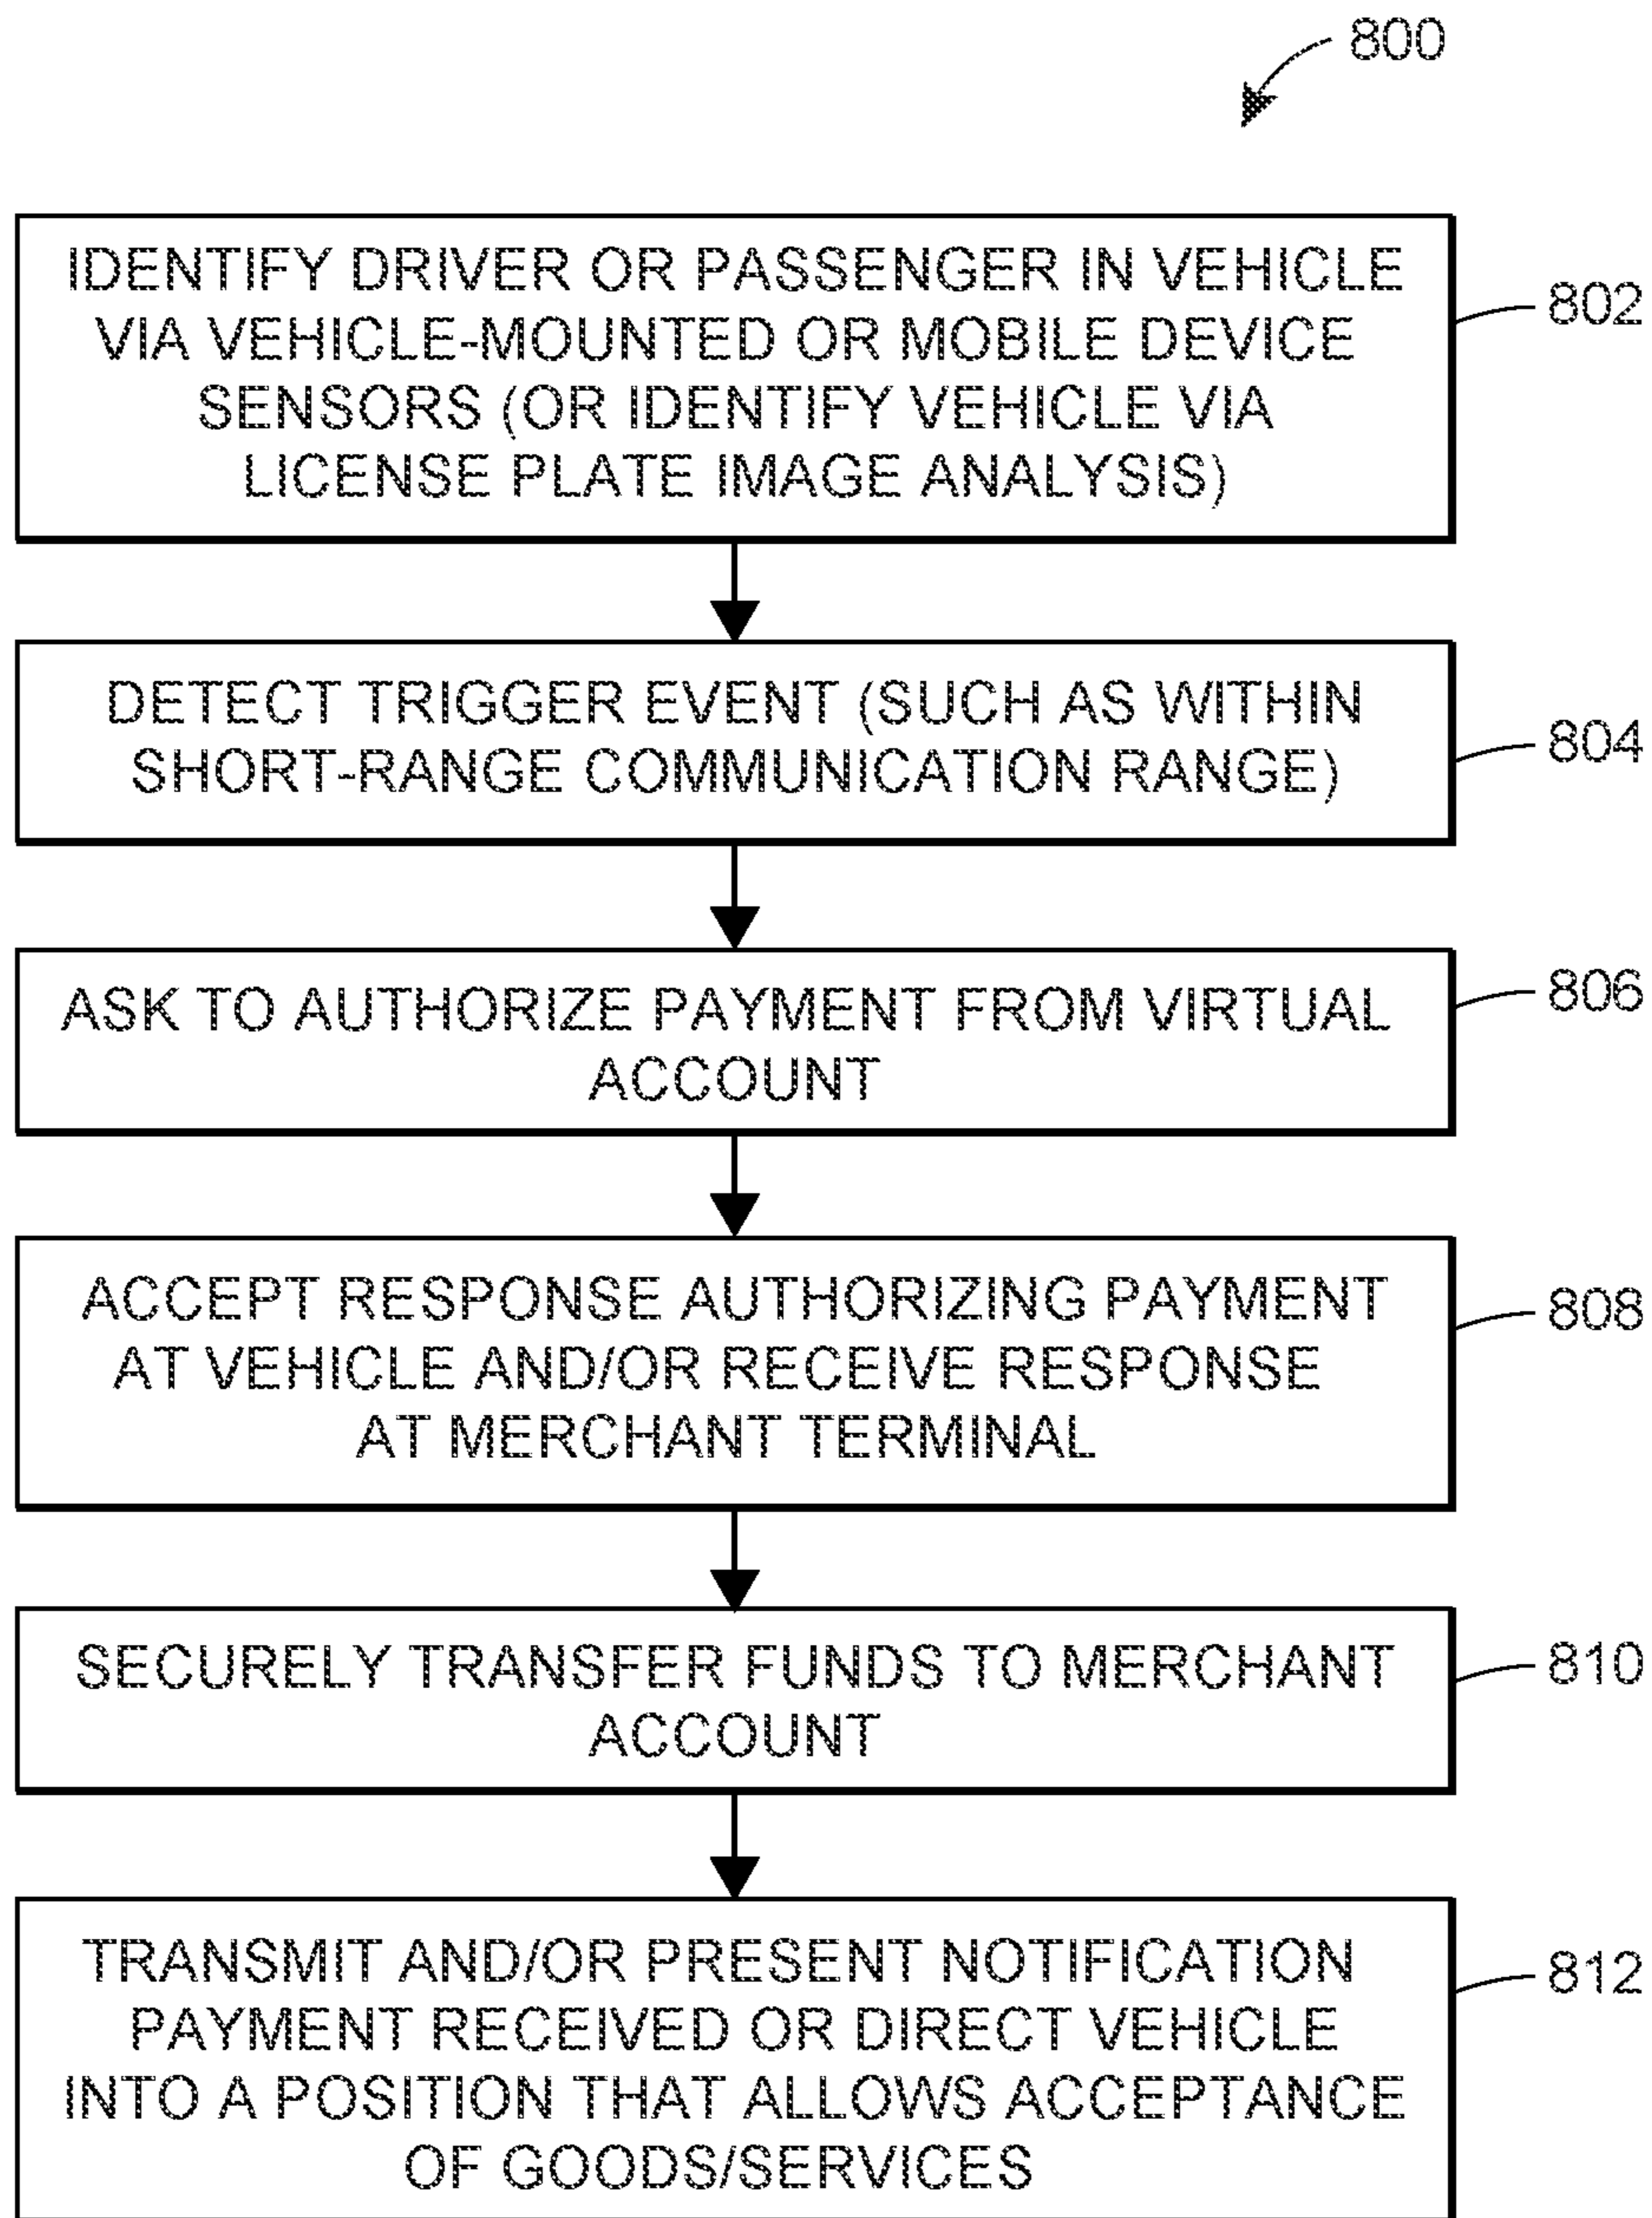 800
IDENTIFY DRIVER OR PASSENGER IN VEHICLE
VIA VEHICLE-MOUNTED OR MOBILE DEVICE
SENSORS (OR IDENTIFY VEHICLE VIA
LICENSE PLATE IMAGE ANALYSIS)
802
DETECT TRIGGER EVENT (SUCH AS WITHIN
SHORT-RANGE COMMUNICATION RANGE)
804
ASK TO AUTHORIZE PAYMENT FROM VIRTUAL
ACCOUNT
806
ACCEPT RESPONSE AUTHORIZING PAYMENT
AT VEHICLE AND/OR RECEIVE RESPONSE
AT MERCHANT TERMINAL
808
SECURELY TRANSFER FUNDS TO MERCHANT
ACCOUNT
810
TRANSMIT AND/OR PRESENT NOTIFICATION
PAYMENT RECEIVED OR DIRECT VEHICLE
INTO A POSITION THAT ALLOWS ACCEPTANCE
OF GOODS/SERVICES
812